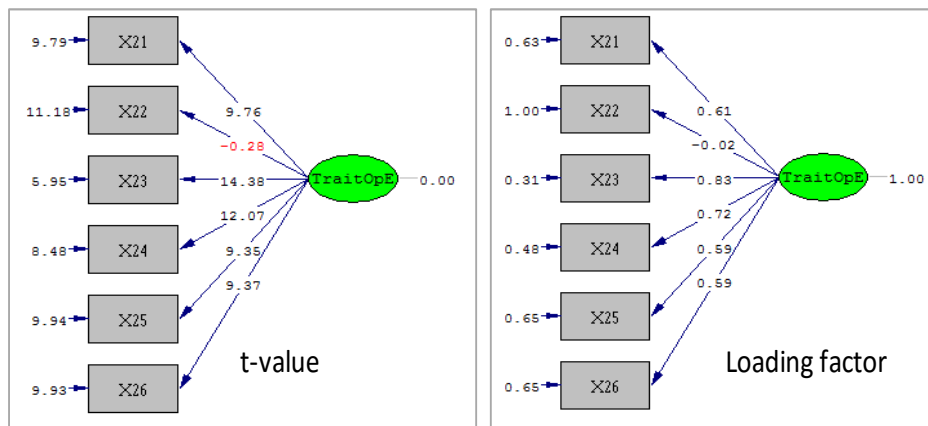 9.79 X21
9.76
11.18 X22
-0.28
5.95 X23 14.38 TraitOpE 0.00
12.07
8.48 X24
9.35
9.37
9.94 X25
t-value
9.93 X26
0.63 X21
0.61
1.00 X22
-0.02
0.31 X23 0.83 TraitOpE 1.00
0.72
0.48 X24
0.59
0.59
0.65 X25
Loading factor
0.65 X26